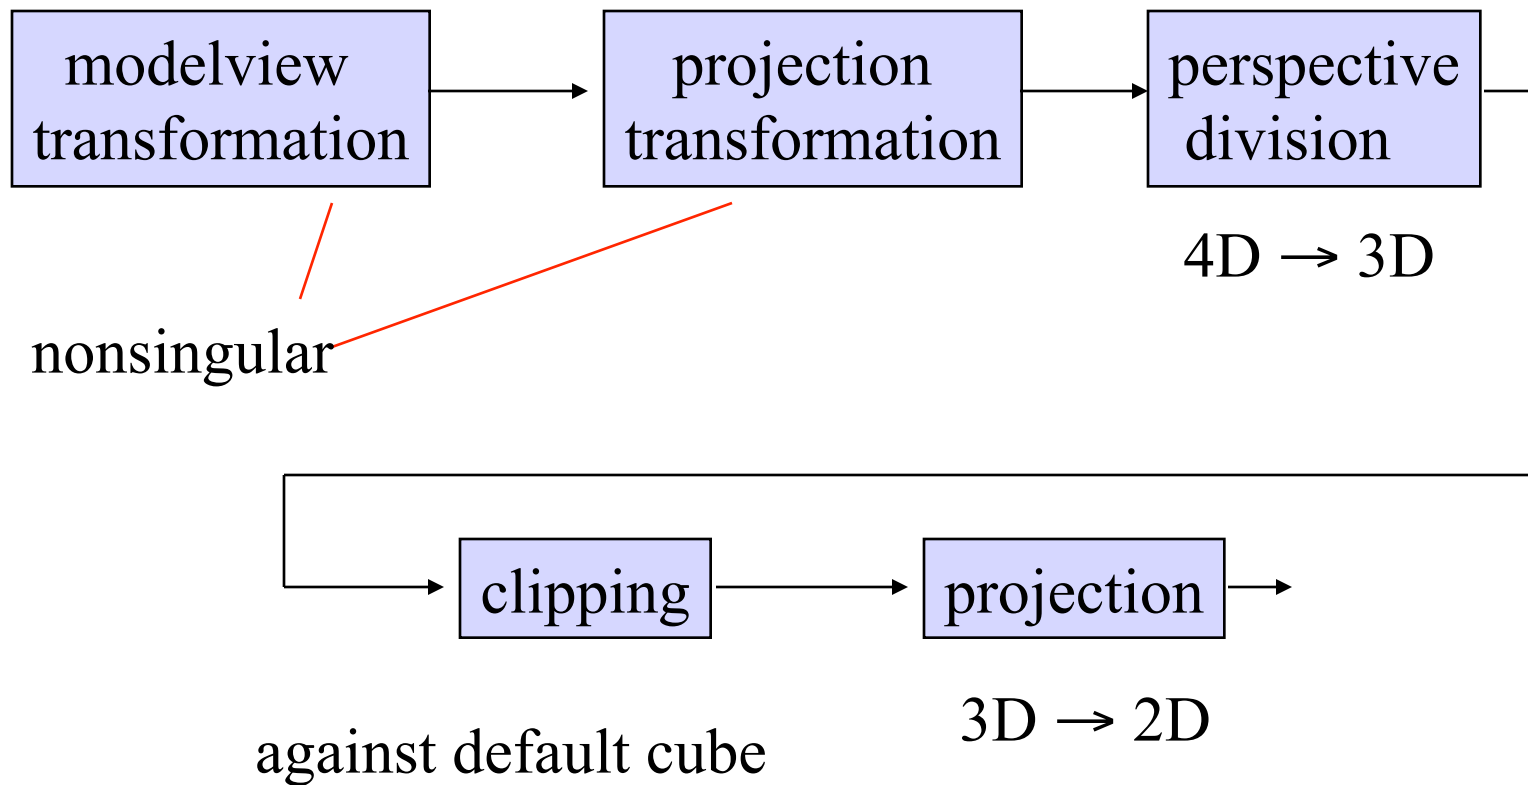 modelview
transformation
projection
transformation
perspective
division
4D → 3D
nonsingular
clipping
projection
3D → 2D
against default cube